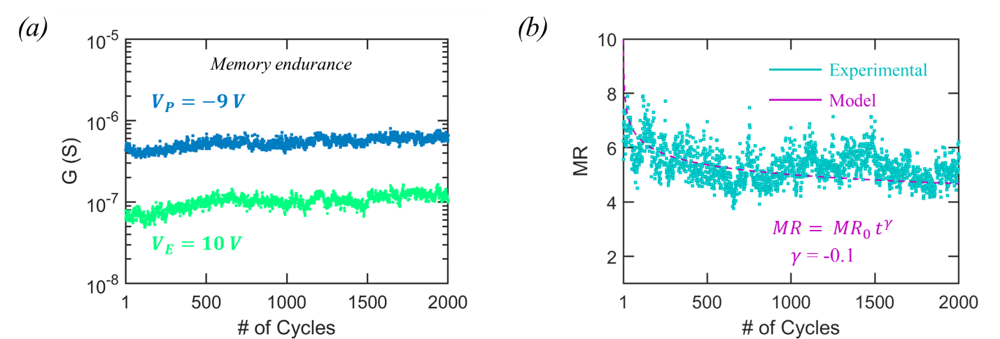 (a)
10⁻⁵
10⁻⁶
10⁻⁷
10⁻⁸
G (S)
Memory endurance
V_P = −9 V
V_E = 10 V
1 500 1000 1500 2000
# of Cycles
(b)
10
8
6
4
2
MR
Experimental
Model
MR = MR₀ t^γ
γ = -0.1
1 500 1000 1500 2000
# of Cycles